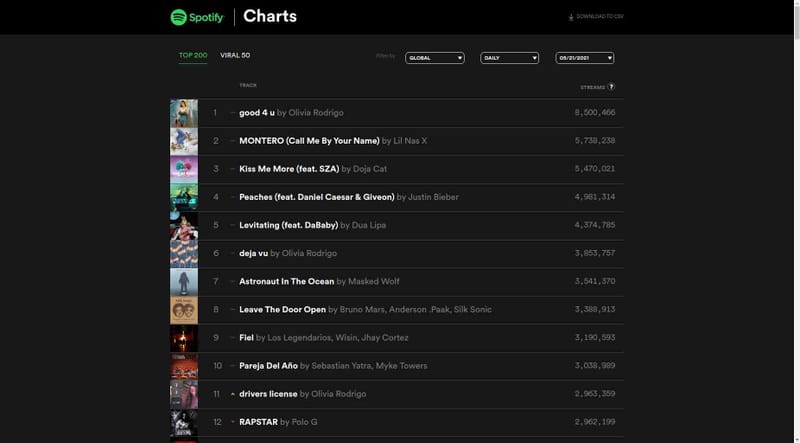 Spotify Charts
DOWNLOAD TO CSV
TOP 200 VIRAL 50 Filter by GLOBAL DAILY 05/21/2021
TRACK STREAMS ?
1 good 4 u by Olivia Rodrigo 8,500,466
2 MONTERO (Call Me By Your Name) by Lil Nas X 5,738,238
3 Kiss Me More (feat. SZA) by Doja Cat 5,470,021
4 Peaches (feat. Daniel Caesar & Giveon) by Justin Bieber 4,981,314
5 Levitating (feat. DaBaby) by Dua Lipa 4,374,785
6 deja vu by Olivia Rodrigo 3,853,757
7 Astronaut In The Ocean by Masked Wolf 3,541,370
8 Leave The Door Open by Bruno Mars, Anderson .Paak, Silk Sonic 3,388,913
9 Fiel by Los Legendarios, Wisin, Jhay Cortez 3,190,593
10 Pareja Del Año by Sebastian Yatra, Myke Towers 3,038,989
11 drivers license by Olivia Rodrigo 2,963,359
12 RAPSTAR by Polo G 2,962,199